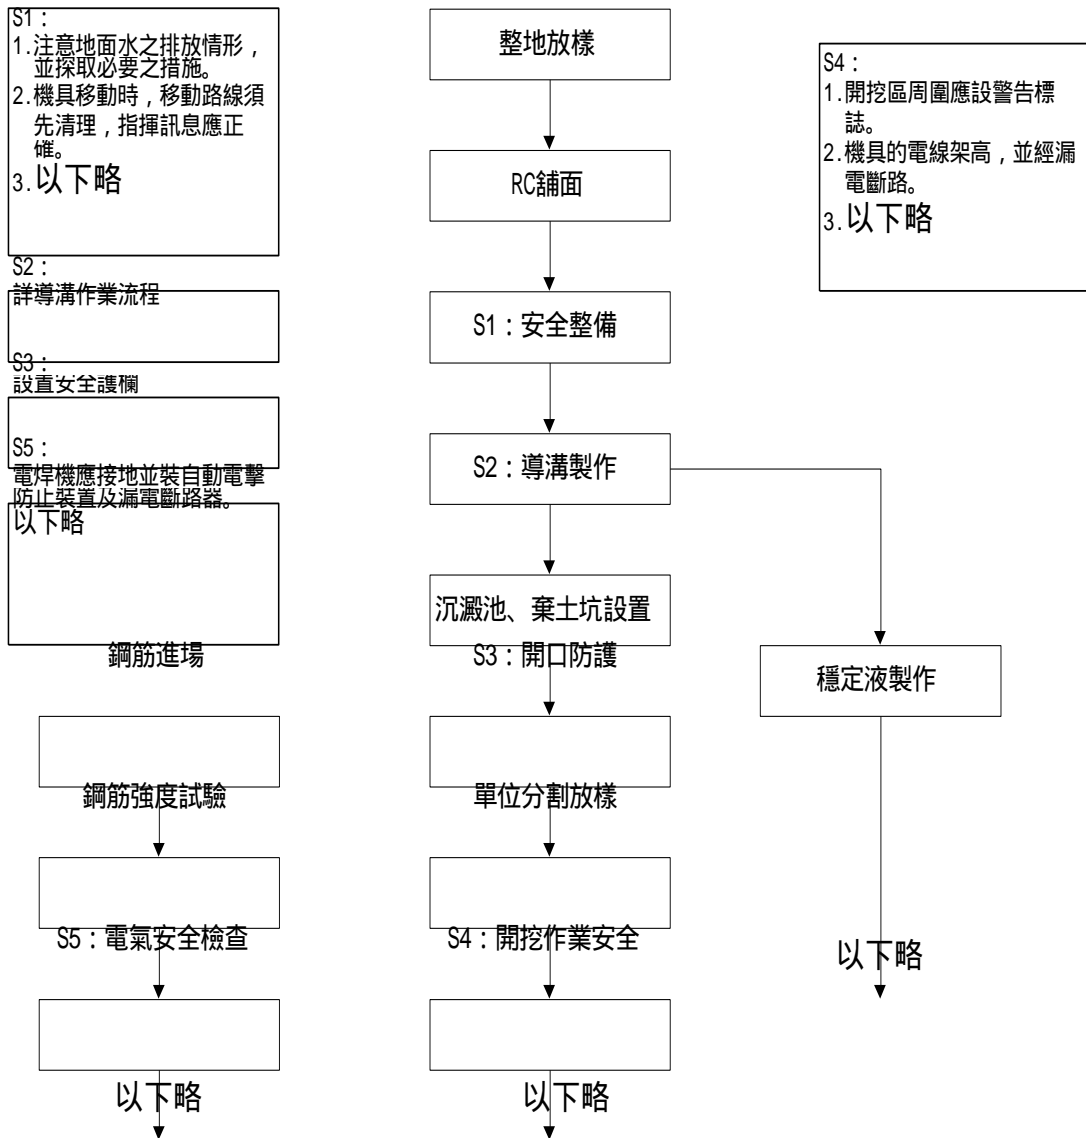 S1：
1.注意地面水之排放情形，
並探取必要之措施。
2.機具移動時，移動路線須
先清理，指揮訊息應正
確。
3.以下略
S2：
詳導溝作業流程
S3：
設置安全護欄
S5：
電焊機應接地並裝自動電擊
防止裝置及漏電斷路器。
以下略
鋼筋進場
鋼筋強度試驗
S5：電氣安全檢查
以下略
整地放樣
RC舖面
S1：安全整備
S2：導溝製作
沉澱池、棄土坑設置
S3：開口防護
單位分割放樣
S4：開挖作業安全
以下略
S4：
1.開挖區周圍應設警告標
誌。
2.機具的電線架高，並經漏
電斷路。
3.以下略
穩定液製作
以下略